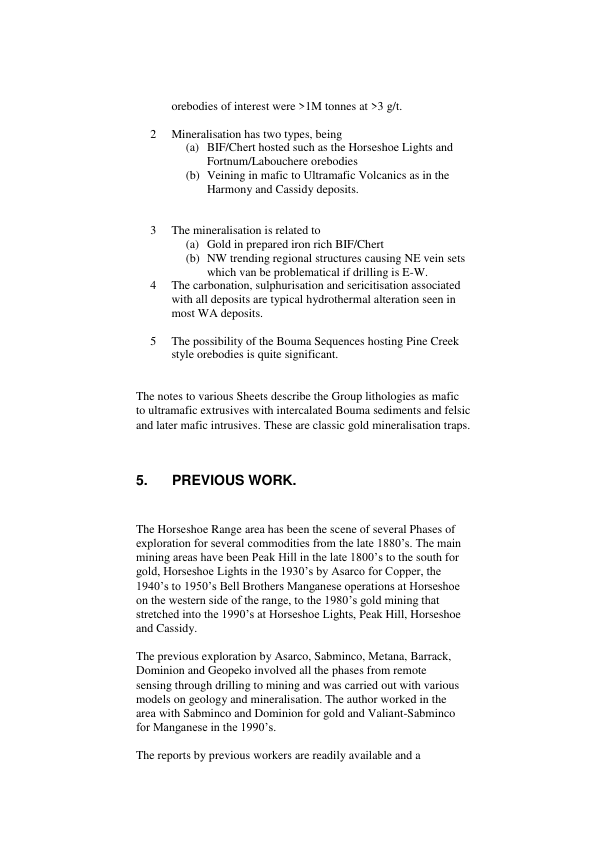 orebodies of interest were >1M tonnes at >3 g/t.
2 Mineralisation has two types, being
(a) BIF/Chert hosted such as the Horseshoe Lights and
Fortnum/Labouchere orebodies
(b) Veining in mafic to Ultramafic Volcanics as in the
Harmony and Cassidy deposits.
3 The mineralisation is related to
(a) Gold in prepared iron rich BIF/Chert
(b) NW trending regional structures causing NE vein sets
which van be problematical if drilling is E-W.
4 The carbonation, sulphurisation and sericitisation associated
with all deposits are typical hydrothermal alteration seen in
most WA deposits.
5 The possibility of the Bouma Sequences hosting Pine Creek
style orebodies is quite significant.
The notes to various Sheets describe the Group lithologies as mafic
to ultramafic extrusives with intercalated Bouma sediments and felsic
and later mafic intrusives. These are classic gold mineralisation traps.
5. PREVIOUS WORK.
The Horseshoe Range area has been the scene of several Phases of
exploration for several commodities from the late 1880’s. The main
mining areas have been Peak Hill in the late 1800’s to the south for
gold, Horseshoe Lights in the 1930’s by Asarco for Copper, the
1940’s to 1950’s Bell Brothers Manganese operations at Horseshoe
on the western side of the range, to the 1980’s gold mining that
stretched into the 1990’s at Horseshoe Lights, Peak Hill, Horseshoe
and Cassidy.
The previous exploration by Asarco, Sabminco, Metana, Barrack,
Dominion and Geopeko involved all the phases from remote
sensing through drilling to mining and was carried out with various
models on geology and mineralisation. The author worked in the
area with Sabminco and Dominion for gold and Valiant-Sabminco
for Manganese in the 1990’s.
The reports by previous workers are readily available and a